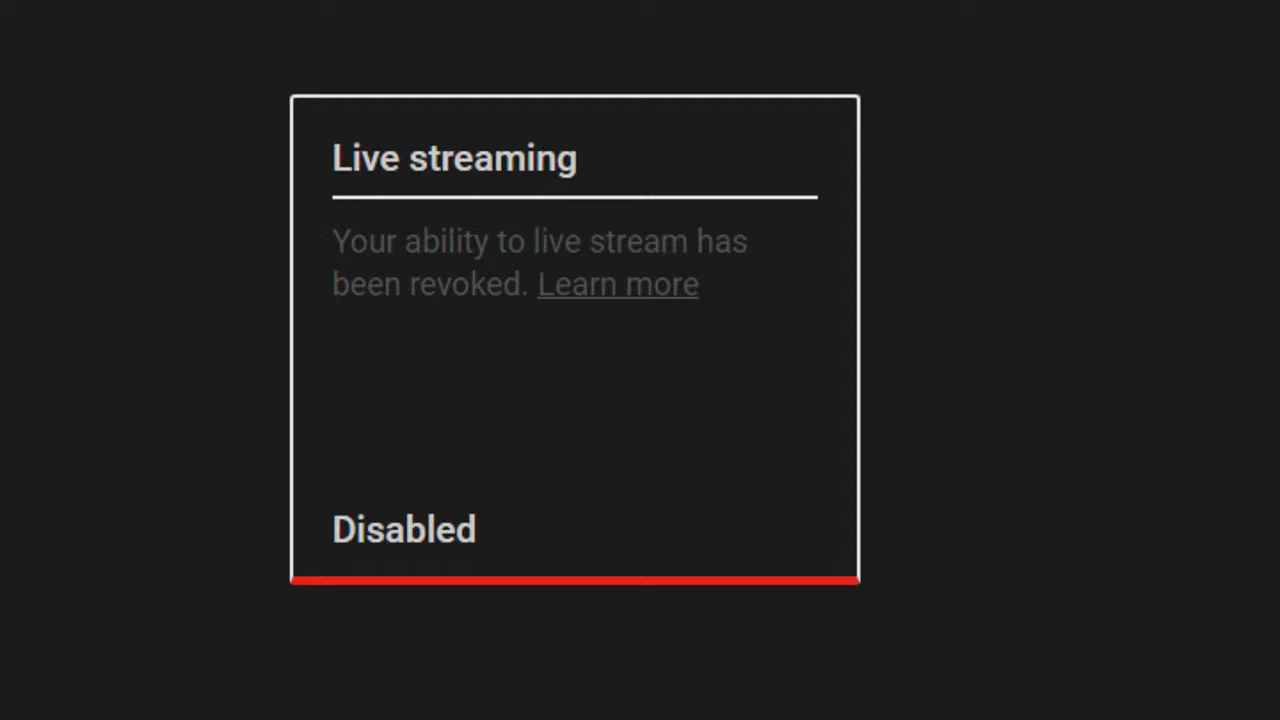 Live streaming
Your ability to live stream has
been revoked. Learn more
Disabled